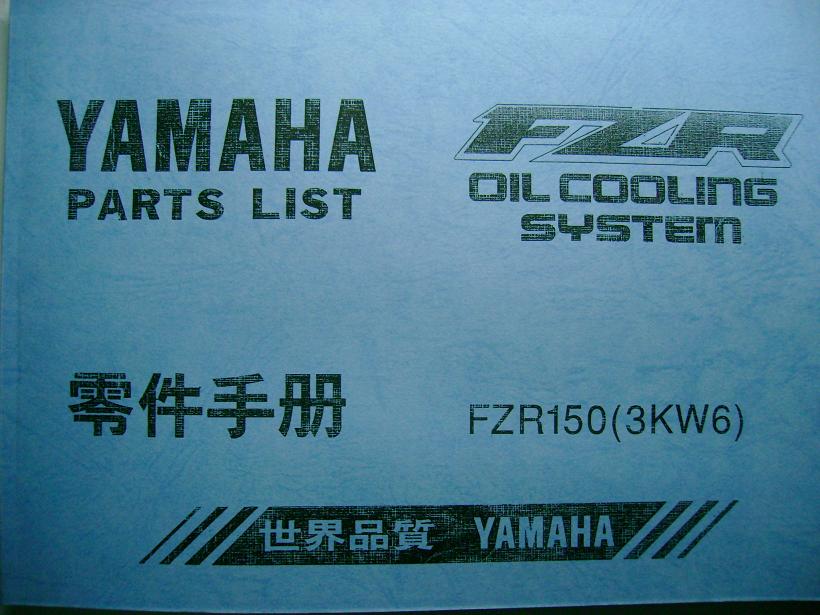 YAMAHA
PARTS LIST
FZR
OIL COOLING
SYSTEM
零件手册
FZR150(3KW6)
世界品質 YAMAHA